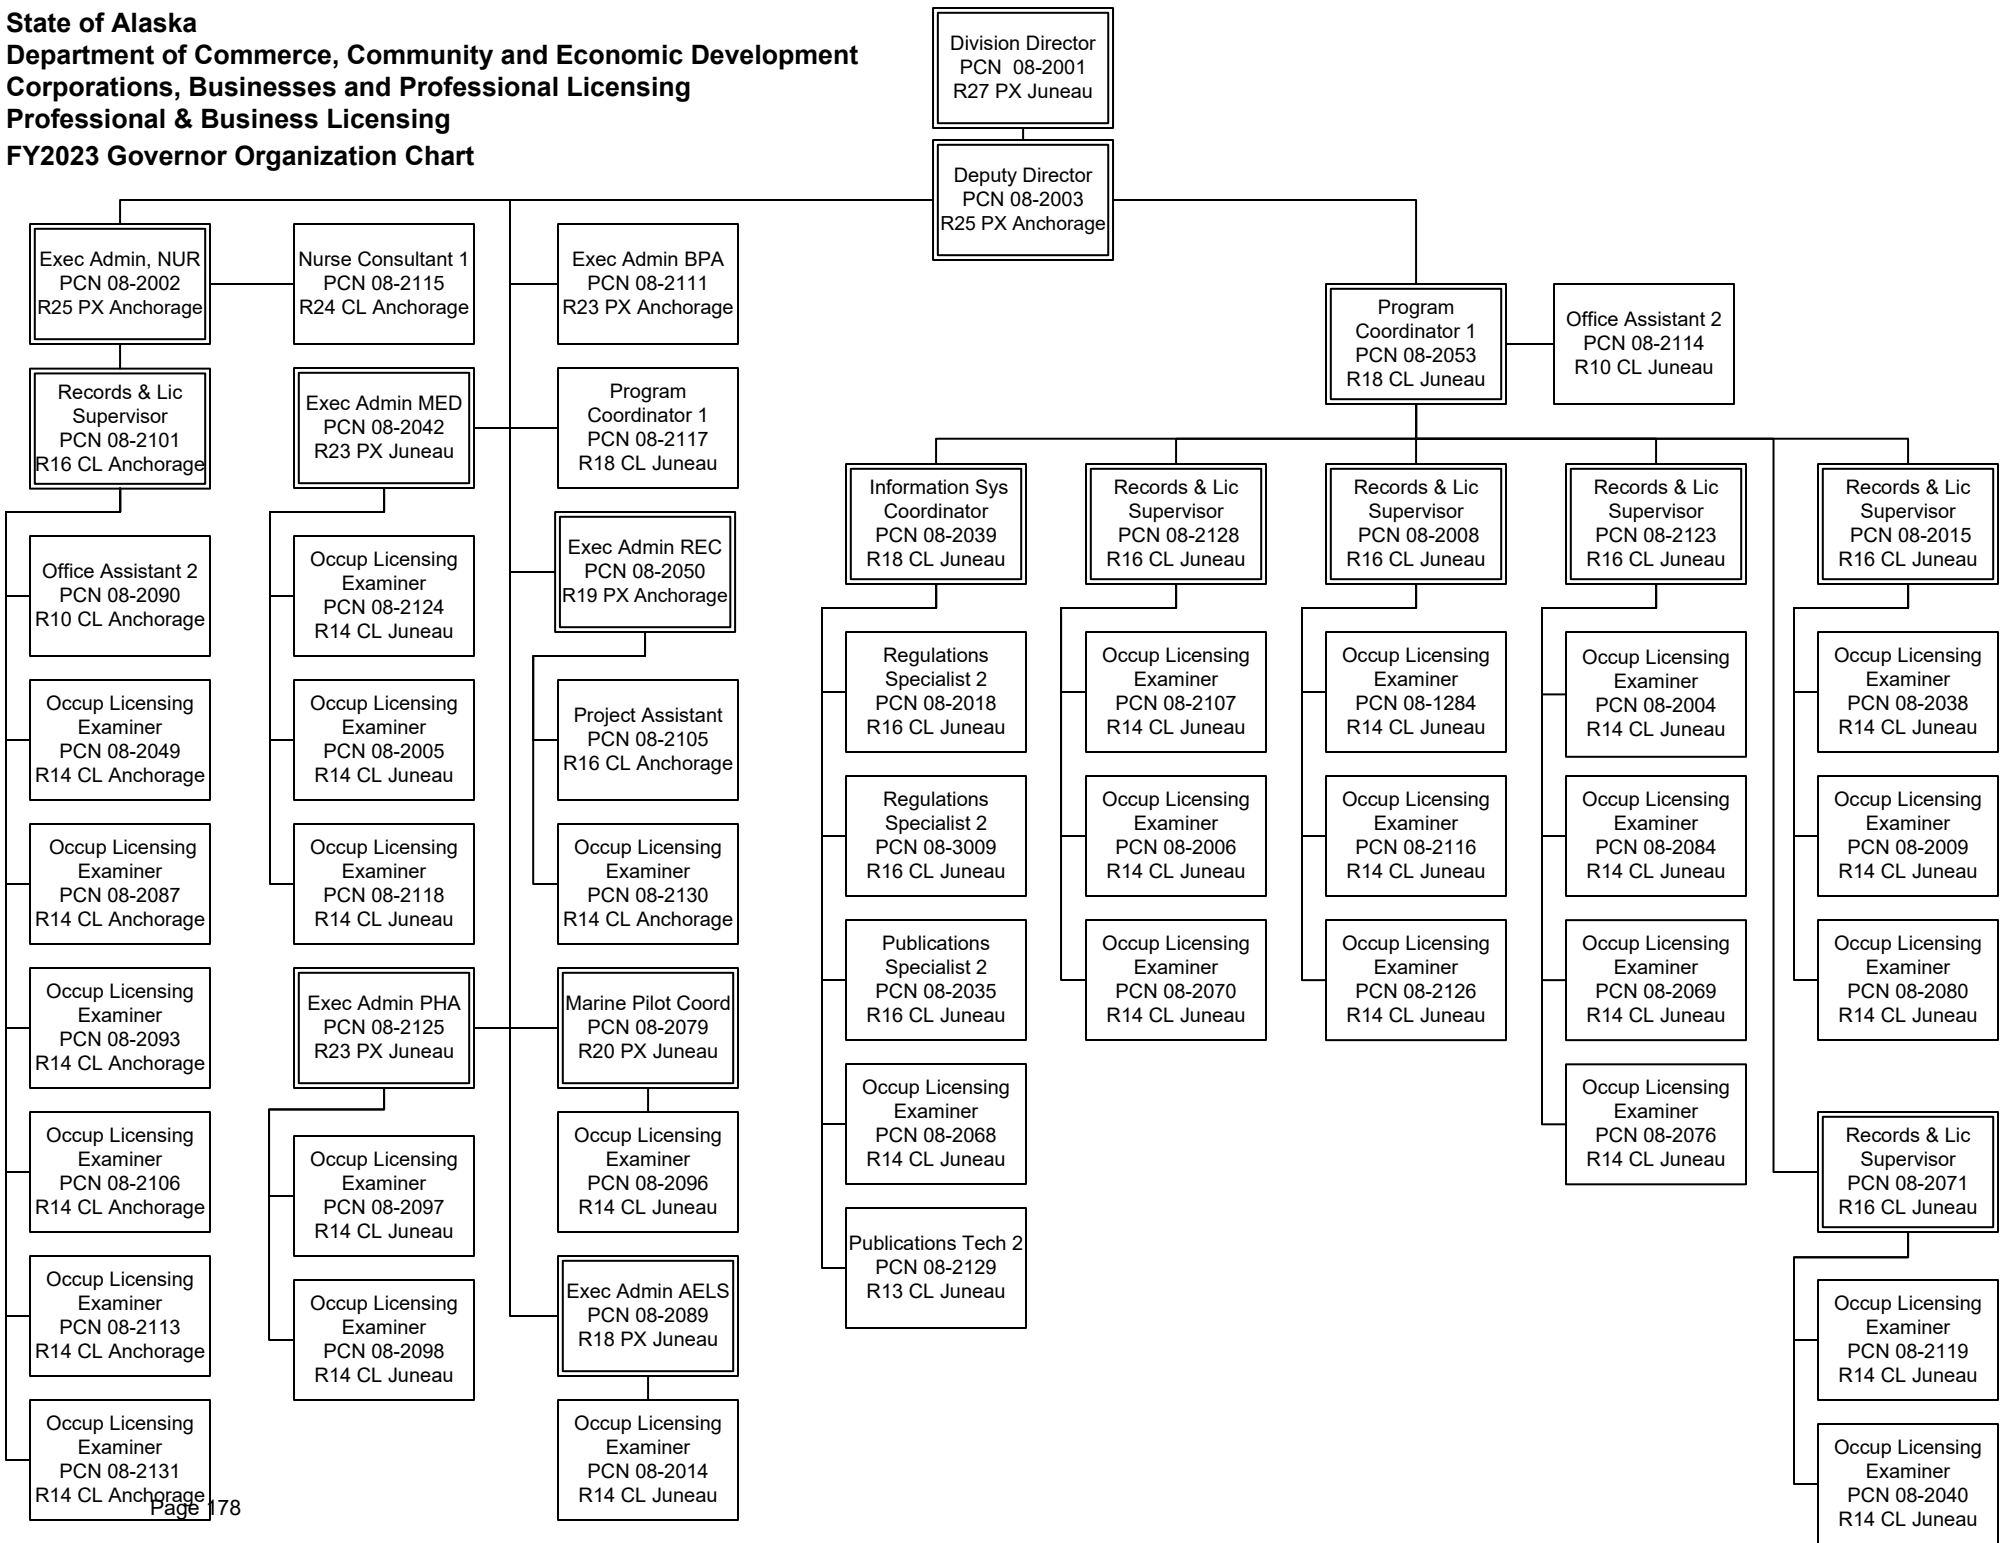 State of Alaska
Department of Commerce, Community and Economic Development
Corporations, Businesses and Professional Licensing
Professional & Business Licensing
FY2023 Governor Organization Chart
Division Director
PCN 08-2001
R27 PX Juneau
Deputy Director
PCN 08-2003
R25 PX Anchorage
Exec Admin, NUR
PCN 08-2002
R25 PX Anchorage
Nurse Consultant 1
PCN 08-2115
R24 CL Anchorage
Exec Admin BPA
PCN 08-2111
R23 PX Anchorage
Program
Coordinator 1
PCN 08-2053
R18 CL Juneau
Office Assistant 2
PCN 08-2114
R10 CL Juneau
Records & Lic
Supervisor
PCN 08-2101
R16 CL Anchorage
Office Assistant 2
PCN 08-2090
R10 CL Anchorage
Occup Licensing
Examiner
PCN 08-2049
R14 CL Anchorage
Occup Licensing
Examiner
PCN 08-2087
R14 CL Anchorage
Occup Licensing
Examiner
PCN 08-2093
R14 CL Anchorage
Occup Licensing
Examiner
PCN 08-2106
R14 CL Anchorage
Occup Licensing
Examiner
PCN 08-2113
R14 CL Anchorage
Occup Licensing
Examiner
PCN 08-2131
R14 CL Anchorage
Exec Admin MED
PCN 08-2042
R23 PX Juneau
Occup Licensing
Examiner
PCN 08-2124
R14 CL Juneau
Occup Licensing
Examiner
PCN 08-2005
R14 CL Juneau
Occup Licensing
Examiner
PCN 08-2118
R14 CL Juneau
Exec Admin PHA
PCN 08-2125
R23 PX Juneau
Occup Licensing
Examiner
PCN 08-2097
R14 CL Juneau
Occup Licensing
Examiner
PCN 08-2098
R14 CL Juneau
Program
Coordinator 1
PCN 08-2117
R18 CL Juneau
Exec Admin REC
PCN 08-2050
R19 PX Anchorage
Project Assistant
PCN 08-2105
R16 CL Anchorage
Occup Licensing
Examiner
PCN 08-2130
R14 CL Anchorage
Marine Pilot Coord
PCN 08-2079
R20 PX Juneau
Occup Licensing
Examiner
PCN 08-2096
R14 CL Juneau
Exec Admin AELS
PCN 08-2089
R18 PX Juneau
Occup Licensing
Examiner
PCN 08-2014
R14 CL Juneau
Information Sys
Coordinator
PCN 08-2039
R18 CL Juneau
Regulations
Specialist 2
PCN 08-2018
R16 CL Juneau
Regulations
Specialist 2
PCN 08-3009
R16 CL Juneau
Publications
Specialist 2
PCN 08-2035
R16 CL Juneau
Occup Licensing
Examiner
PCN 08-2068
R14 CL Juneau
Publications Tech 2
PCN 08-2129
R13 CL Juneau
Records & Lic
Supervisor
PCN 08-2128
R16 CL Juneau
Occup Licensing
Examiner
PCN 08-2107
R14 CL Juneau
Occup Licensing
Examiner
PCN 08-2006
R14 CL Juneau
Occup Licensing
Examiner
PCN 08-2070
R14 CL Juneau
Records & Lic
Supervisor
PCN 08-2008
R16 CL Juneau
Occup Licensing
Examiner
PCN 08-1284
R14 CL Juneau
Occup Licensing
Examiner
PCN 08-2116
R14 CL Juneau
Occup Licensing
Examiner
PCN 08-2126
R14 CL Juneau
Records & Lic
Supervisor
PCN 08-2123
R16 CL Juneau
Occup Licensing
Examiner
PCN 08-2004
R14 CL Juneau
Occup Licensing
Examiner
PCN 08-2084
R14 CL Juneau
Occup Licensing
Examiner
PCN 08-2069
R14 CL Juneau
Occup Licensing
Examiner
PCN 08-2076
R14 CL Juneau
Records & Lic
Supervisor
PCN 08-2015
R16 CL Juneau
Occup Licensing
Examiner
PCN 08-2038
R14 CL Juneau
Occup Licensing
Examiner
PCN 08-2009
R14 CL Juneau
Occup Licensing
Examiner
PCN 08-2080
R14 CL Juneau
Records & Lic
Supervisor
PCN 08-2071
R16 CL Juneau
Occup Licensing
Examiner
PCN 08-2119
R14 CL Juneau
Occup Licensing
Examiner
PCN 08-2040
R14 CL Juneau
Page 178